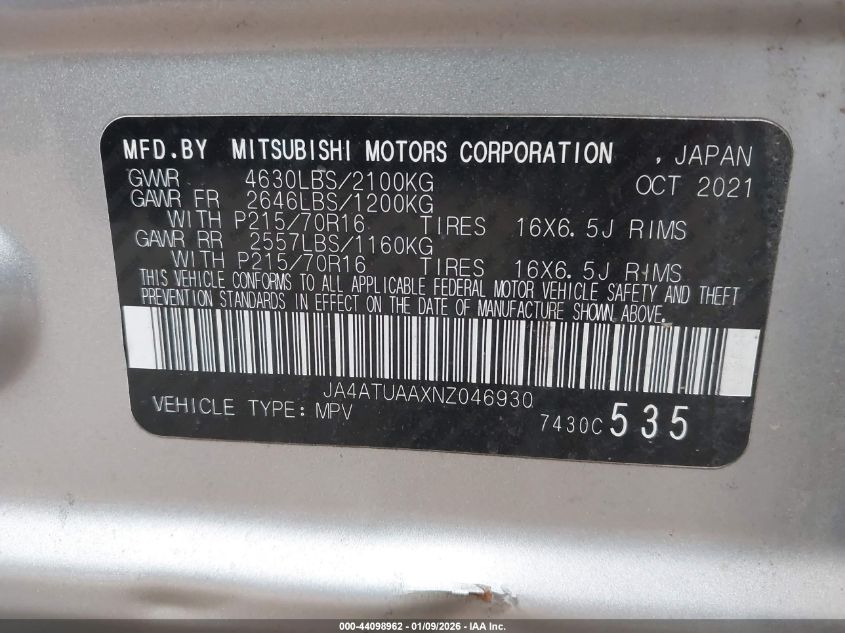 MFD.BY MITSUBISHI MOTORS CORPORATION , JAPAN
GVWR 4630LBS/2100KG OCT 2021
GAWR FR 2646LBS/1200KG
WITH P215/70R16 TIRES 16X6.5J RIMS
GAWR RR 2557LBS/1160KG
WITH P215/70R16 TIRES 16X6.5J RIMS
THIS VEHICLE CONFORMS TO ALL APPLICABLE FEDERAL MOTOR VEHICLE SAFETY AND THEFT
PREVENTION STANDARDS IN EFFECT ON THE DATE OF MANUFACTURE SHOWN ABOVE.
JA4ATUAAXNZ046930
VEHICLE TYPE: MPV 7430C 535
000-44098962 - 01/09/2026 - IAA Inc.